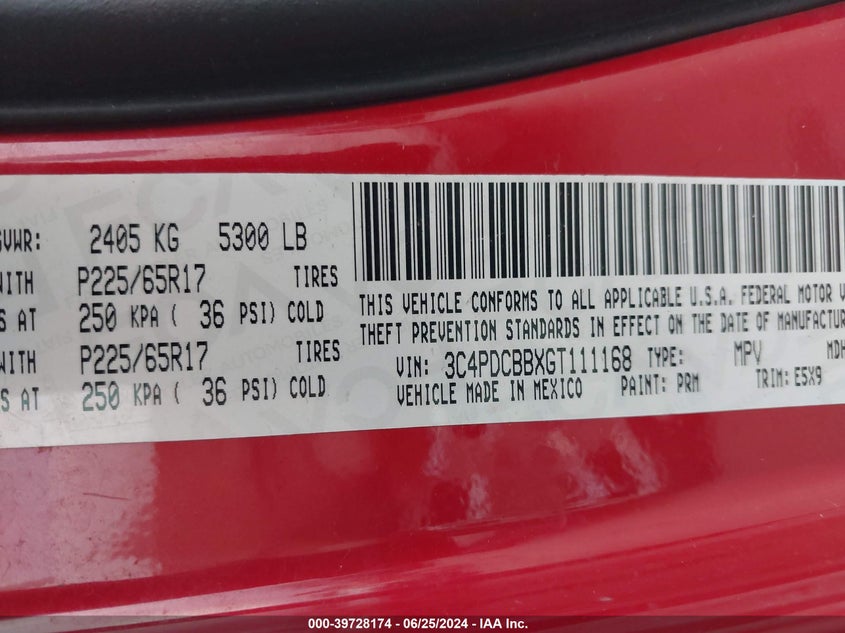 GVWR: 2405 KG 5300 LB
WITH P225/65R17 TIRES
S AT 250 KPA ( 36 PSI) COLD
WITH P225/65R17 TIRES
S AT 250 KPA ( 36 PSI) COLD
THIS VEHICLE CONFORMS TO ALL APPLICABLE U.S.A. FEDERAL MOTOR V
THEFT PREVENTION STANDARDS IN EFFECT ON THE DATE OF MANUFACTUR
VIN: 3C4PDCBBXGT111168 TYPE: MPV MDH
VEHICLE MADE IN MEXICO PAINT: PRM TRIM: E5X9
000-39728174 - 06/25/2024 - IAA Inc.